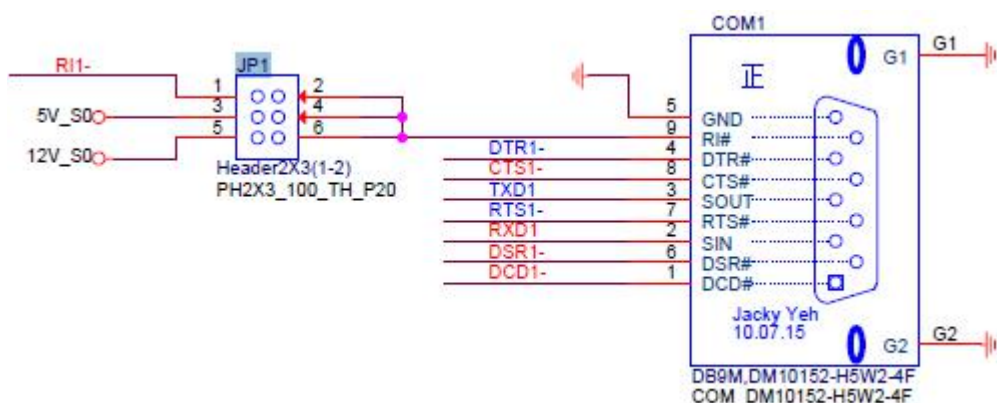 COM1
G1
G1
RI1-
JP1
1
2
5V_S0
3
4
12V_S0
5
6
Header2X3(1-2)
PH2X3_100_TH_P20
5
GND
9
RI#
DTR1-
4
DTR#
CTS1-
8
CTS#
TXD1
3
SOUT
RTS1-
7
RTS#
RXD1
2
SIN
DSR1-
6
DSR#
DCD1-
1
DCD#
Jacky Yeh
10.07.15
G2
G2
DB9M,DM10152-H5W2-4F
COM_DM10152-H5W2-4F